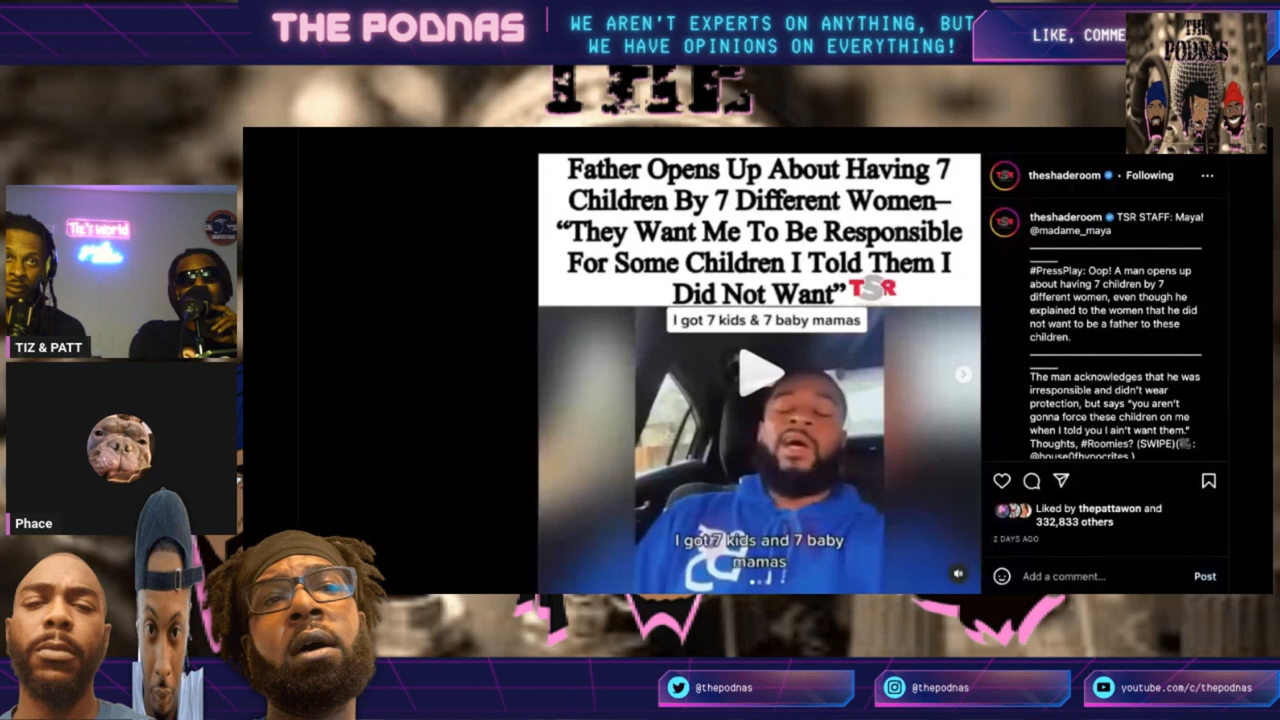 THE PODNAS
WE AREN'T EXPERTS ON ANYTHING, BUT
WE HAVE OPINIONS ON EVERYTHING!
LIKE, COMME
THE
PODNAS
THE
Tiz's World
TIZ & PATT
Phace
Father Opens Up About Having 7
Children By 7 Different Women–
“They Want Me To Be Responsible
For Some Children I Told Them I
Did Not Want”
TSR
I got 7 kids & 7 baby mamas
I got 7 kids and 7 baby
mamas
theshaderoom • Following
theshaderoom TSR STAFF: Maya!
@madame_maya
#PressPlay: Oop! A man opens up
about having 7 children by 7
different women, even though he
explained to the women that he did
not want to be a father to these
children.
The man acknowledges that he was
irresponsible and didn't wear
protection, but says “you aren't
gonna force these children on me
when I told you I ain't want them.”
Thoughts, #Roomies? (SWIPE)( :
@house0fhypocrites )
Liked by thepattawon and
332,833 others
2 DAYS AGO
Add a comment...
Post
@thepodnas
@thepodnas
youtube.com/c/thepodnas